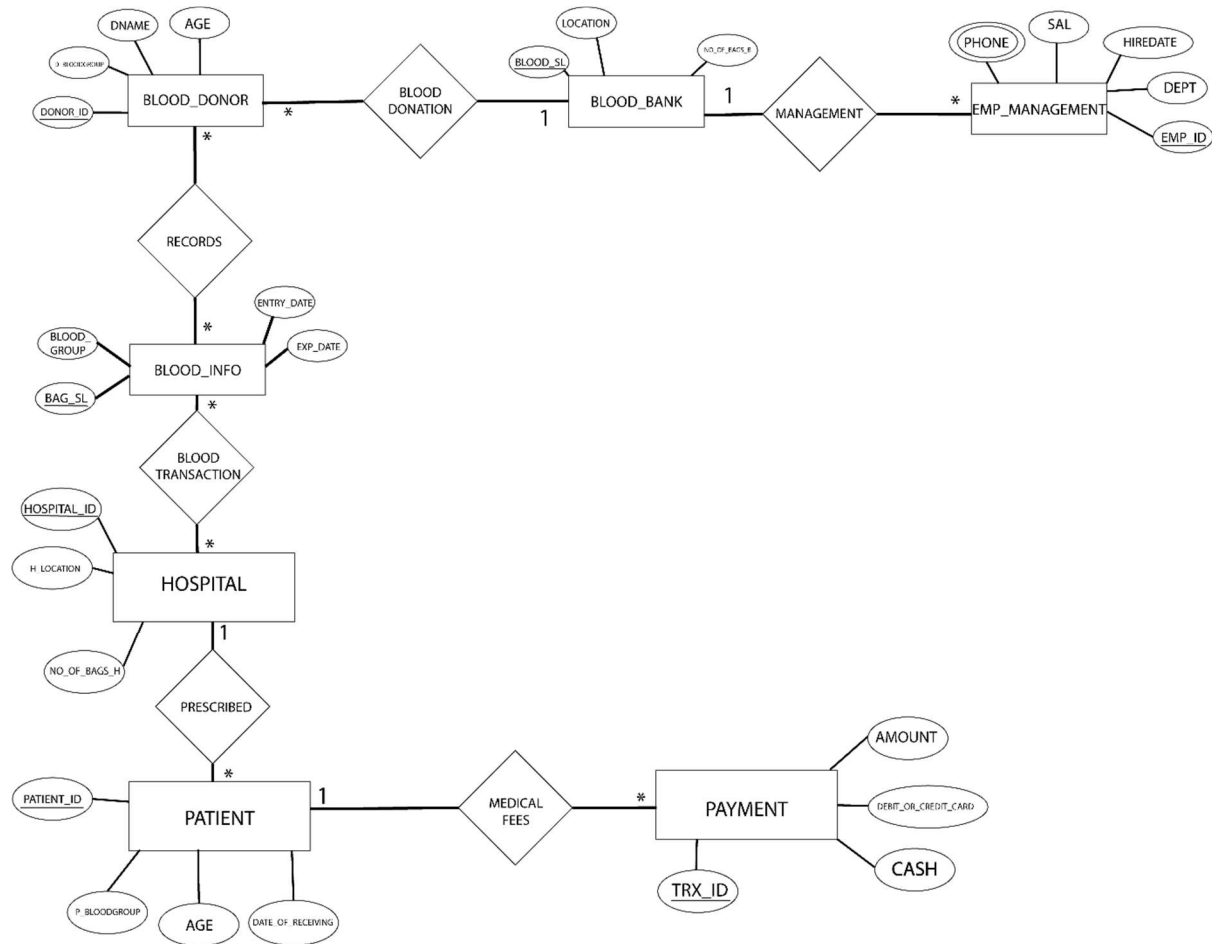 DNAME
AGE
D_BLOODGROUP
DONOR_ID
BLOOD_DONOR
*
*
BLOOD
DONATION
1
LOCATION
BLOOD_SL
NO_OF_BAGS_B
BLOOD_BANK
1
MANAGEMENT
*
PHONE
SAL
HIREDATE
DEPT
EMP_ID
EMP_MANAGEMENT
RECORDS
*
BLOOD_
GROUP
BAG_SL
ENTRY_DATE
EXP_DATE
BLOOD_INFO
*
BLOOD
TRANSACTION
*
HOSPITAL_ID
H_LOCATION
NO_OF_BAGS_H
HOSPITAL
1
PRESCRIBED
*
PATIENT_ID
PATIENT
P_BLOODGROUP
AGE
DATE_OF_RECEIVING
1
MEDICAL
FEES
*
PAYMENT
AMOUNT
DEBIT_OR_CREDIT_CARD
CASH
TRX_ID